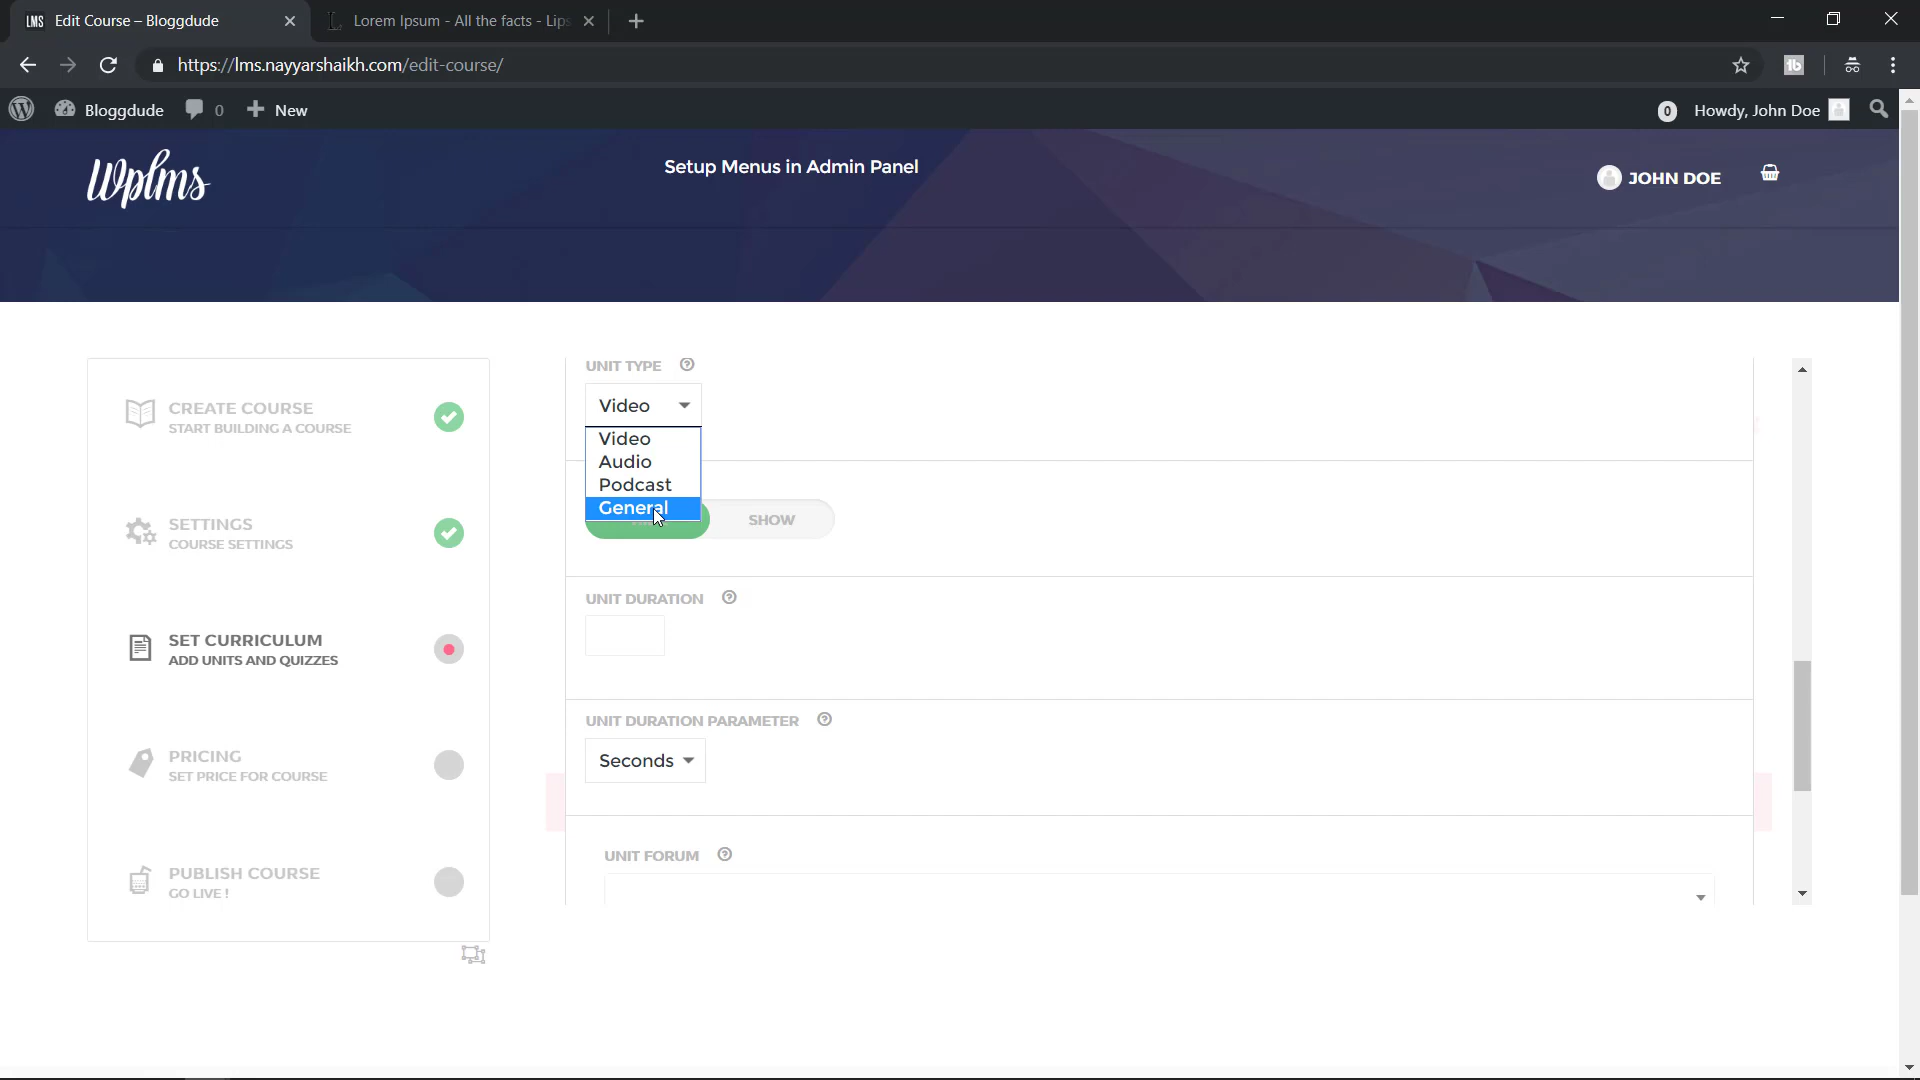 LMS Edit Course – Bloggdude
Lorem Ipsum - All the facts - Lips
https://lms.nayyarshaikh.com/edit-course/
Bloggdude 0 New
0 Howdy, John Doe
Wplms
Setup Menus in Admin Panel
JOHN DOE
CREATE COURSE
START BUILDING A COURSE
SETTINGS
COURSE SETTINGS
SET CURRICULUM
ADD UNITS AND QUIZZES
PRICING
SET PRICE FOR COURSE
PUBLISH COURSE
GO LIVE !
UNIT TYPE
Video
Video
Audio
Podcast
General
SHOW
UNIT DURATION
UNIT DURATION PARAMETER
Seconds
UNIT FORUM